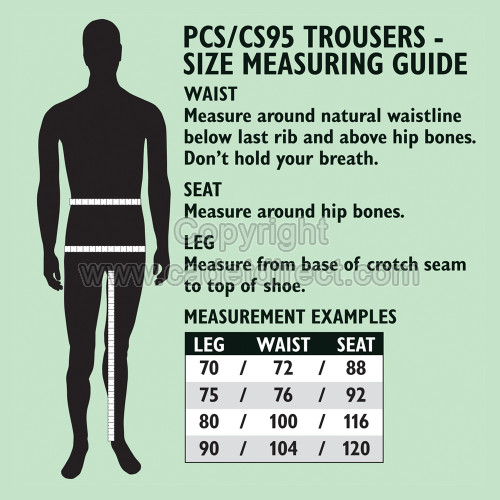 PCS/CS95 TROUSERS -
SIZE MEASURING GUIDE
WAIST
Measure around natural waistline
below last rib and above hip bones.
Don't hold your breath.
SEAT
Measure around hip bones.
Copyright
LEG
Measure from base of crotch seam
www.cadetdirect.com
to top of shoe.
MEASUREMENT EXAMPLES
LEG WAIST SEAT
70 / 72 / 88
75 / 76 / 92
80 / 100 / 116
90 / 104 / 120